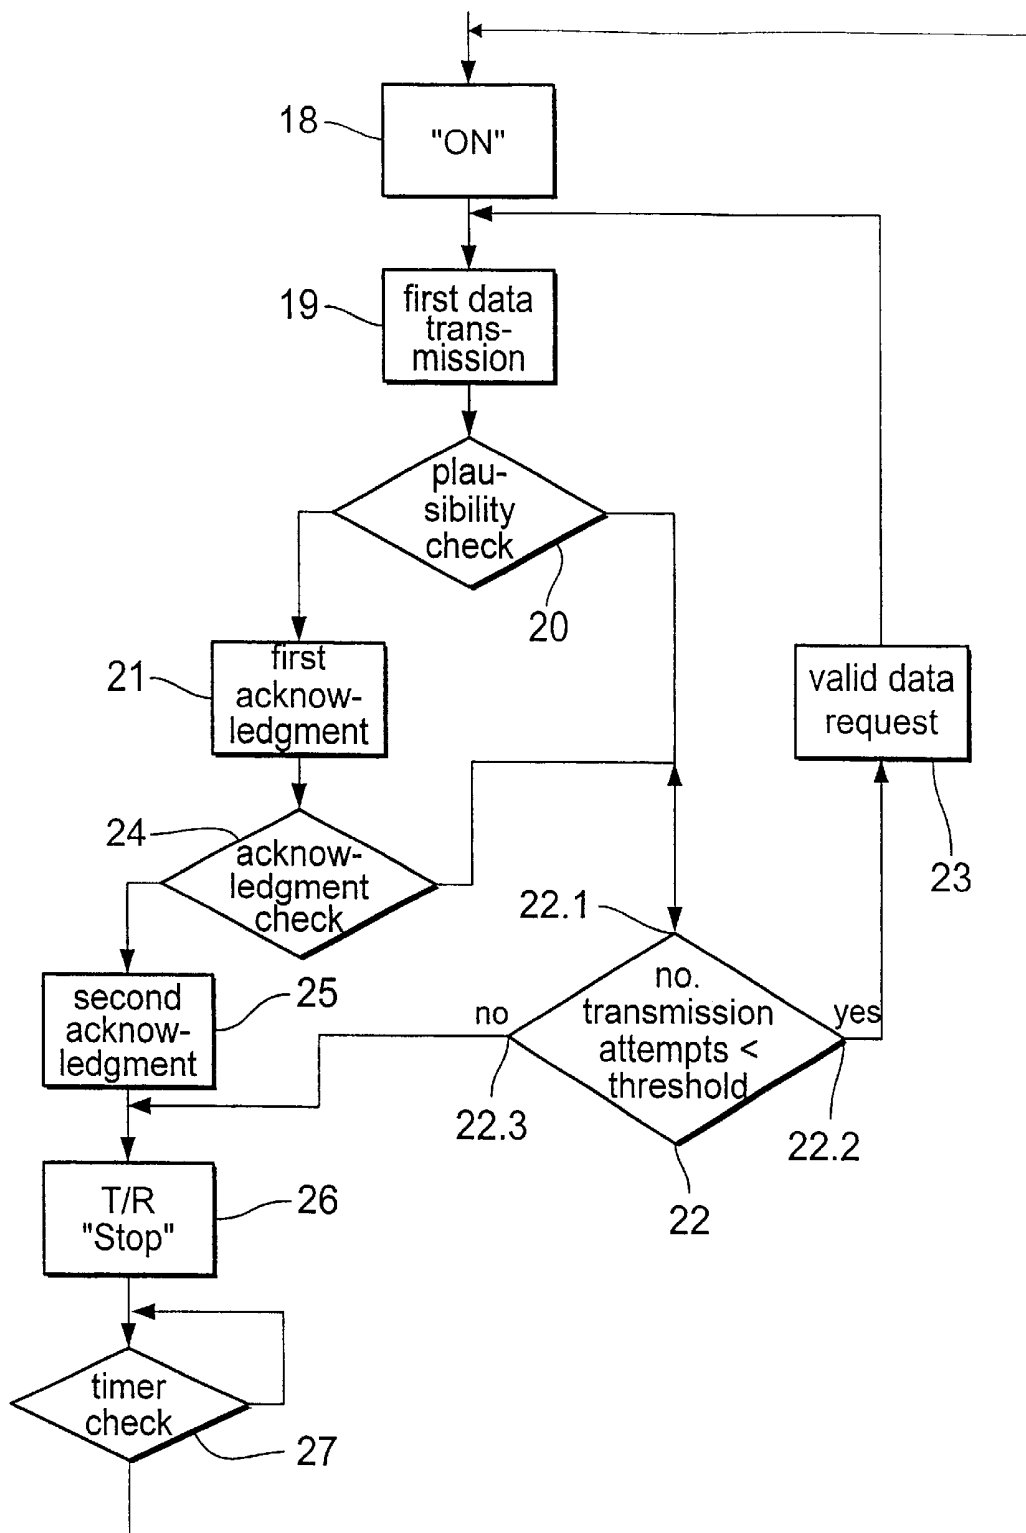 18
"ON"
19
first data
trans-
mission
plau-
sibility
check
20
21
first
acknow-
ledgment
valid data
request
23
24
acknow-
ledgment
check
22.1
no.
transmission
attempts <
threshold
no
yes
22.3
22.2
22
second
acknow-
ledgment
25
T/R
"Stop"
26
timer
check
27